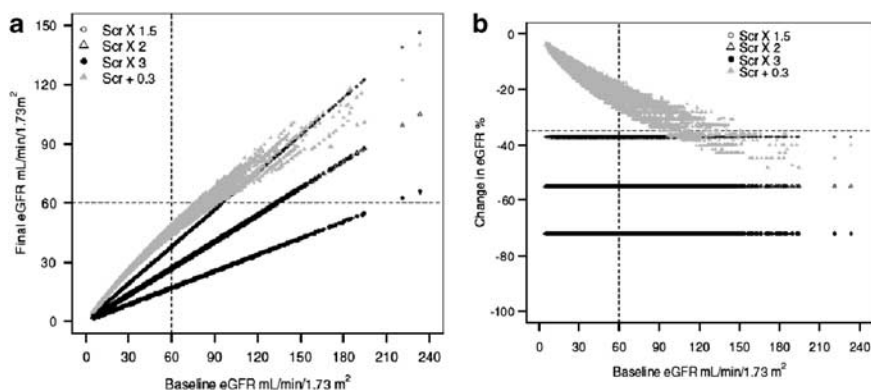 a
Scr X 1.5
Scr X 2
Scr X 3
Scr + 0.3
Final eGFR mL/min/1.73m²
150
120
90
60
30
0
0 30 60 90 120 150 180 210 240
Baseline eGFR mL/min/1.73 m²
b
Scr X 1.5
Scr X 2
Scr X 3
Scr + 0.3
Change in eGFR %
0
-20
-40
-60
-80
-100
0 30 60 90 120 150 180 210 240
Baseline eGFR mL/min/1.73 m²